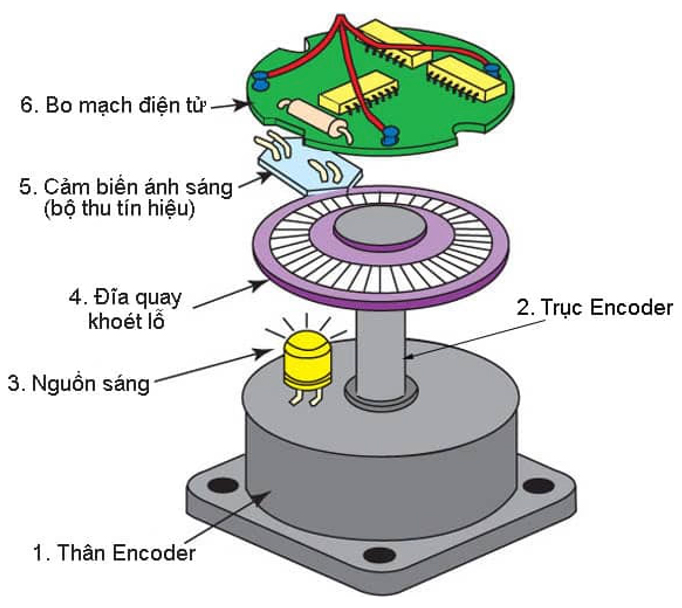 6. Bo mạch điện tử
5. Cảm biến ánh sáng
(bộ thu tín hiệu)
4. Đĩa quay
khoét lỗ
2. Trục Encoder
3. Nguồn sáng
1. Thân Encoder